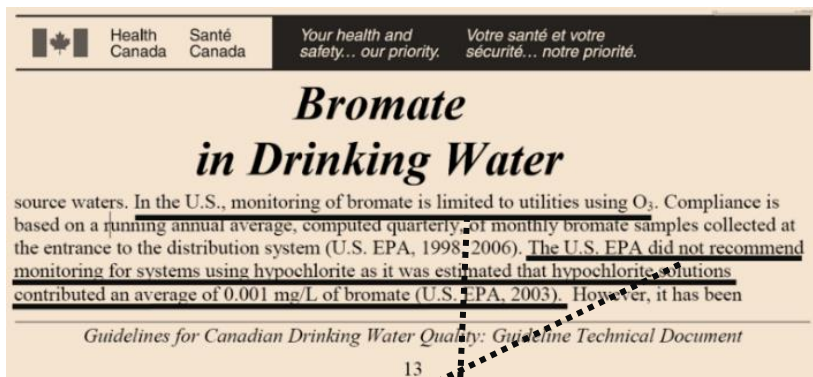 Health Santé Your health and Votre santé et votre
Canada Canada safety... our priority. sécurité... notre priorité.
Bromate
in Drinking Water
source waters. In the U.S., monitoring of bromate is limited to utilities using O₃. Compliance is
based on a running annual average, computed quarterly, of monthly bromate samples collected at
the entrance to the distribution system (U.S. EPA, 1998, 2006). The U.S. EPA did not recommend
monitoring for systems using hypochlorite as it was estimated that hypochlorite solutions
contributed an average of 0.001 mg/L of bromate (U.S. EPA, 2003). However, it has been
Guidelines for Canadian Drinking Water Quality: Guideline Technical Document
13